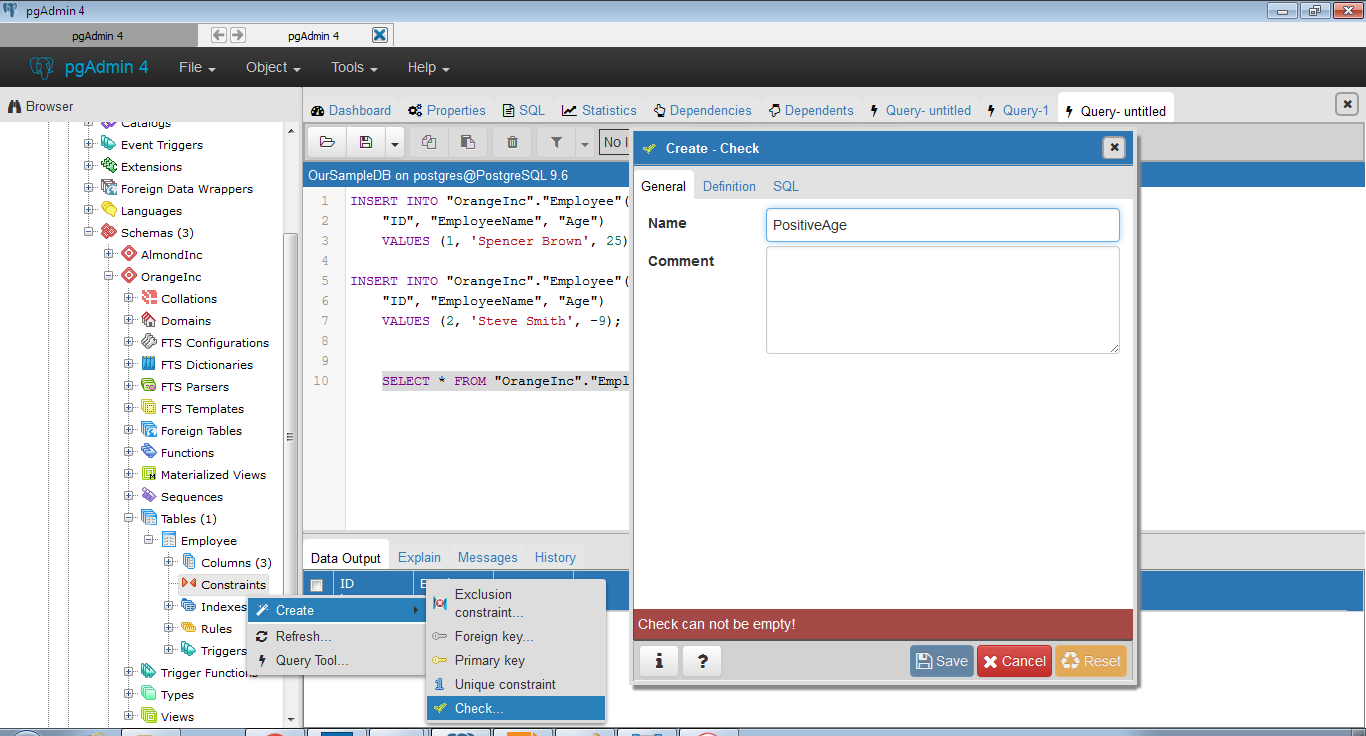 pgAdmin 4
pgAdmin 4
pgAdmin 4
pgAdmin 4
File
Object
Tools
Help
Browser
Catalogs
Event Triggers
Extensions
Foreign Data Wrappers
Languages
Schemas (3)
AlmondInc
OrangeInc
Collations
Domains
FTS Configurations
FTS Dictionaries
FTS Parsers
FTS Templates
Foreign Tables
Functions
Materialized Views
Sequences
Tables (1)
Employee
Columns (3)
Constraints
Indexes
Rules
Triggers
Trigger Functions
Types
Views
Dashboard
Properties
SQL
Statistics
Dependencies
Dependents
Query- untitled
Query-1
Query- untitled
No l
OurSampleDB on postgres@PostgreSQL 9.6
1 INSERT INTO "OrangeInc"."Employee"(
2 "ID", "EmployeeName", "Age")
3 VALUES (1, 'Spencer Brown', 25)
4
5 INSERT INTO "OrangeInc"."Employee"(
6 "ID", "EmployeeName", "Age")
7 VALUES (2, 'Steve Smith', -9);
8
9
10 SELECT * FROM "OrangeInc"."Empl
Data Output
Explain
Messages
History
ID
Create
Refresh...
Query Tool...
Exclusion
constraint...
Foreign key...
Primary key
Unique constraint
Check...
Create - Check
General
Definition
SQL
Name
PositiveAge
Comment
Check can not be empty!
Save
Cancel
Reset